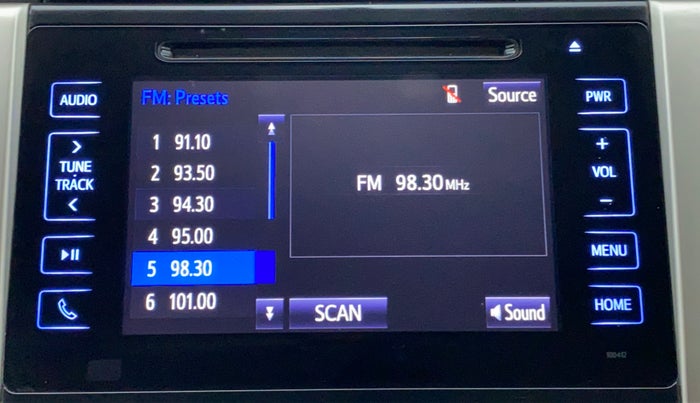 AUDIO
FM: Presets
Source
PWR
1 91.10
2 93.50
3 94.30
4 95.00
5 98.30
6 101.00
FM 98.30 MHz
> TUNE TRACK <
+
VOL
−
MENU
SCAN
Sound
HOME